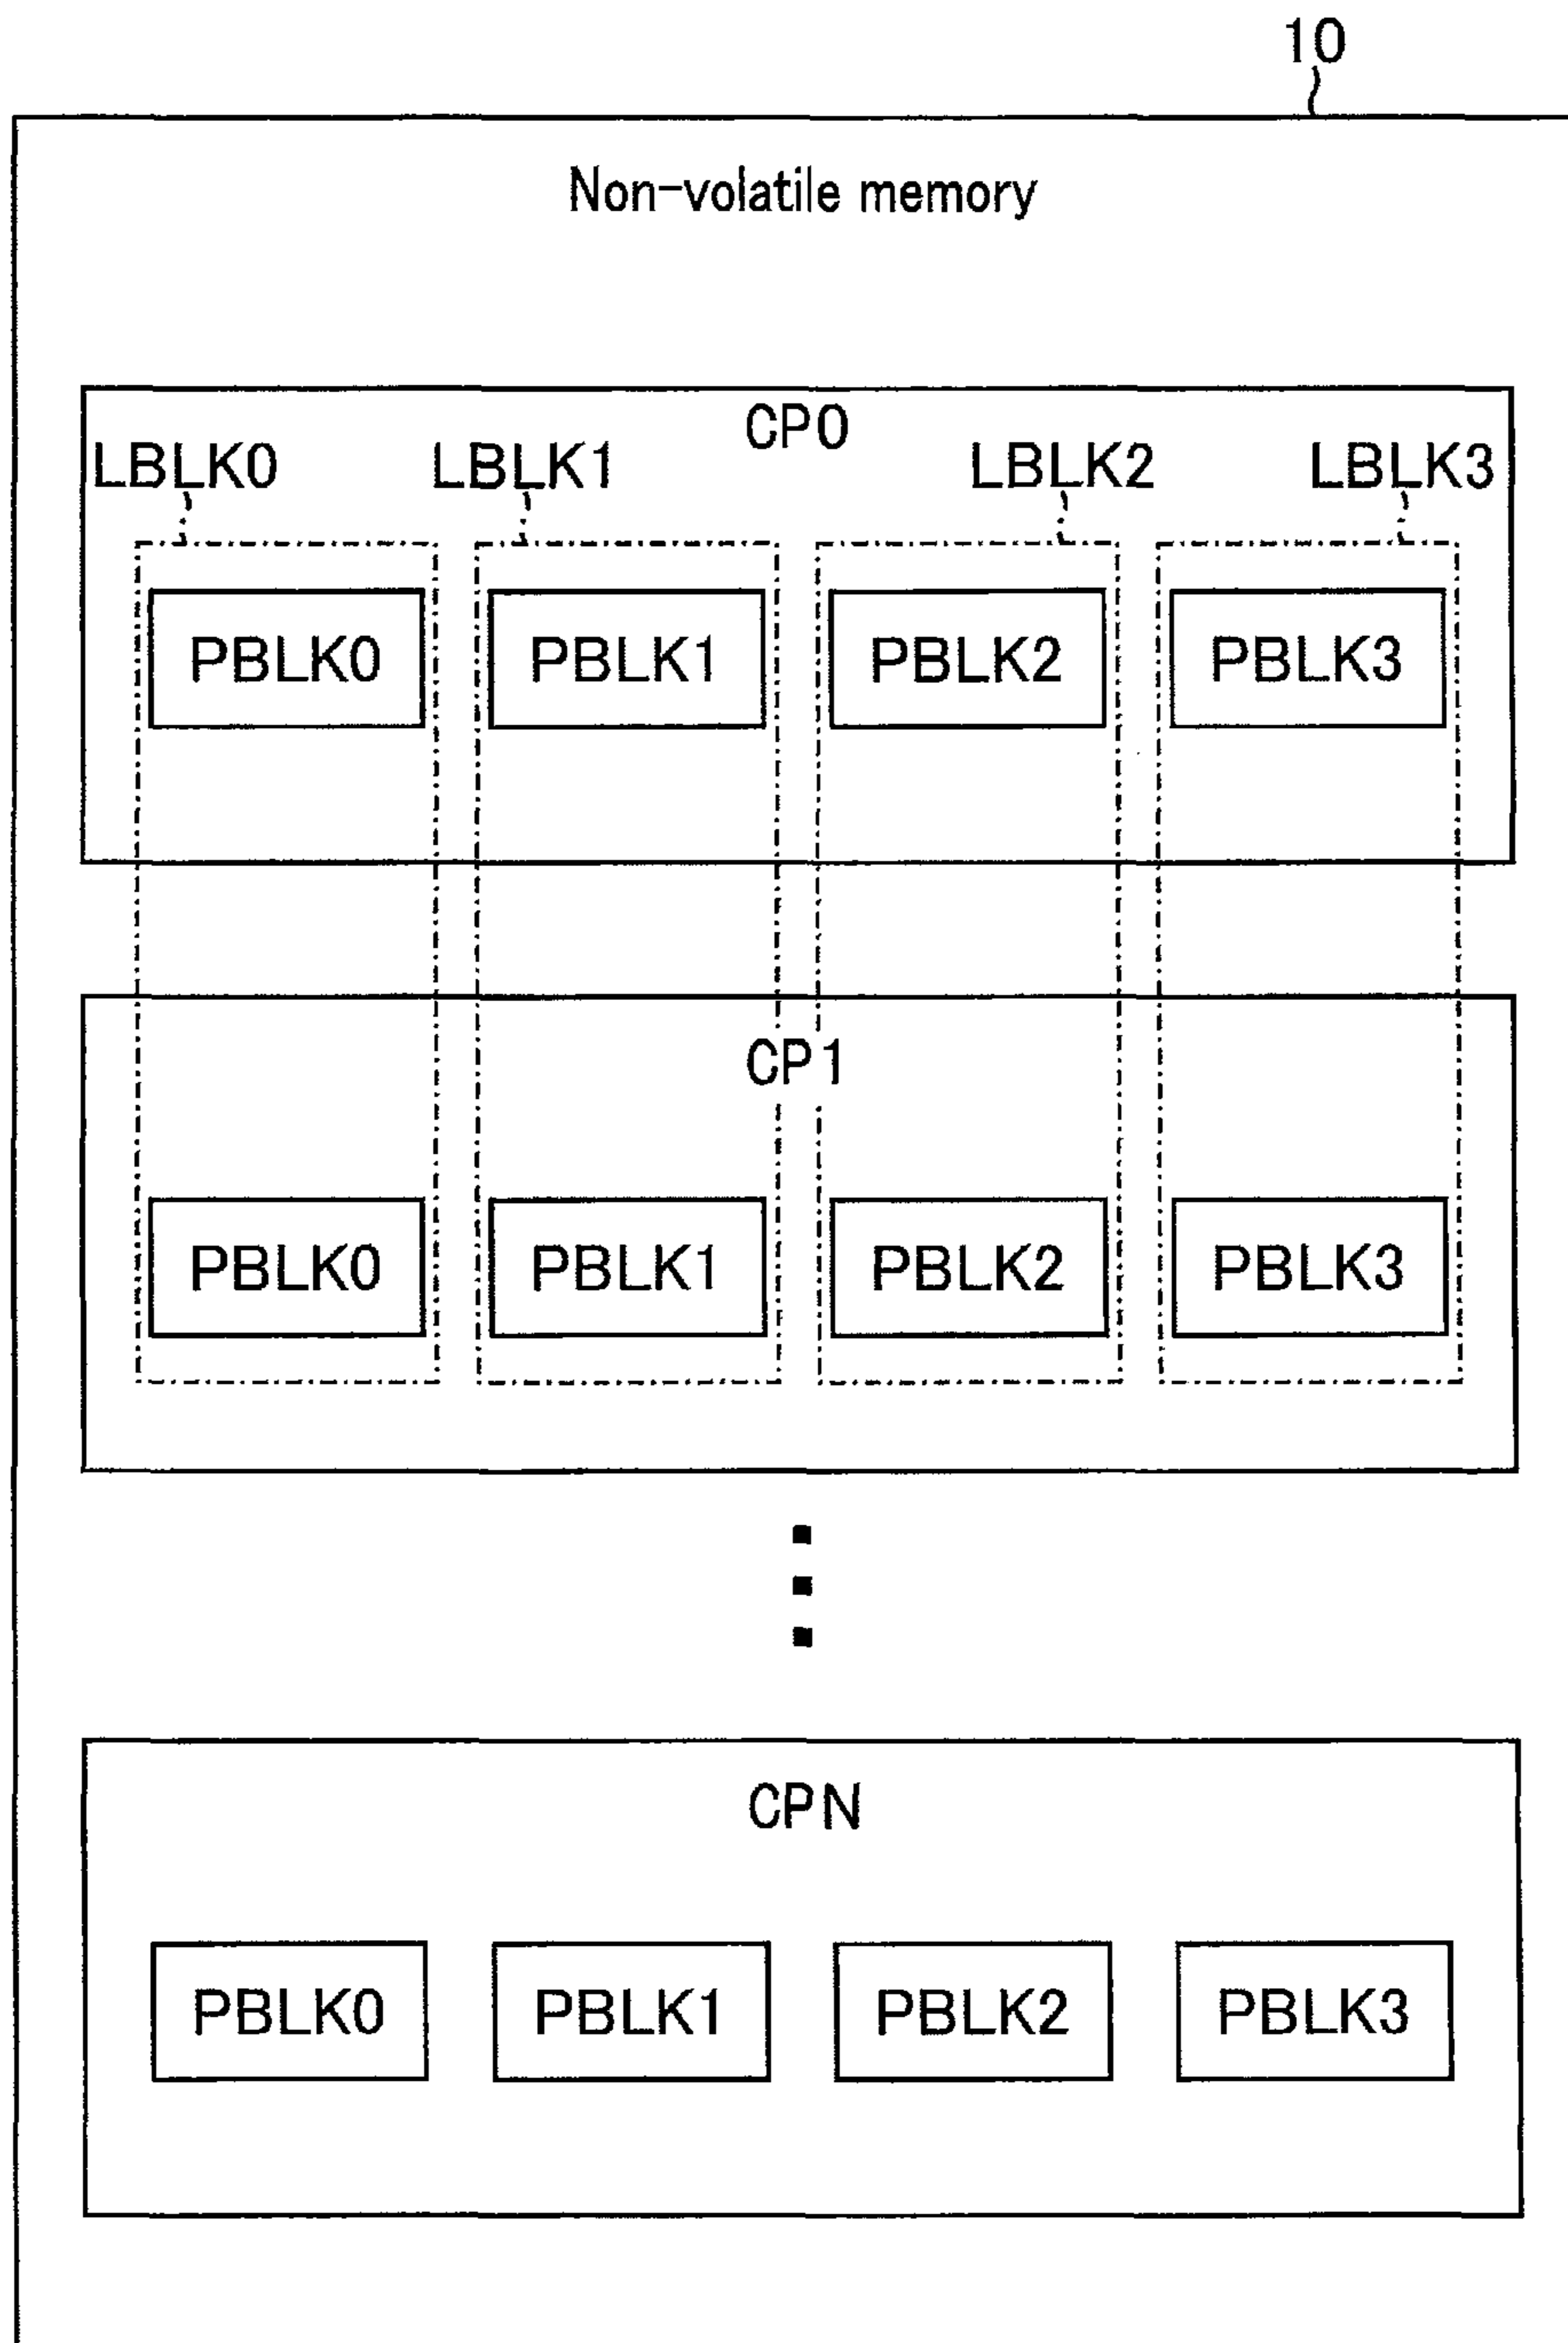 10
Non-volatile memory
CP0
LBLK0 LBLK1 LBLK2 LBLK3
PBLK0 PBLK1 PBLK2 PBLK3
CP1
PBLK0 PBLK1 PBLK2 PBLK3
CPN
PBLK0 PBLK1 PBLK2 PBLK3